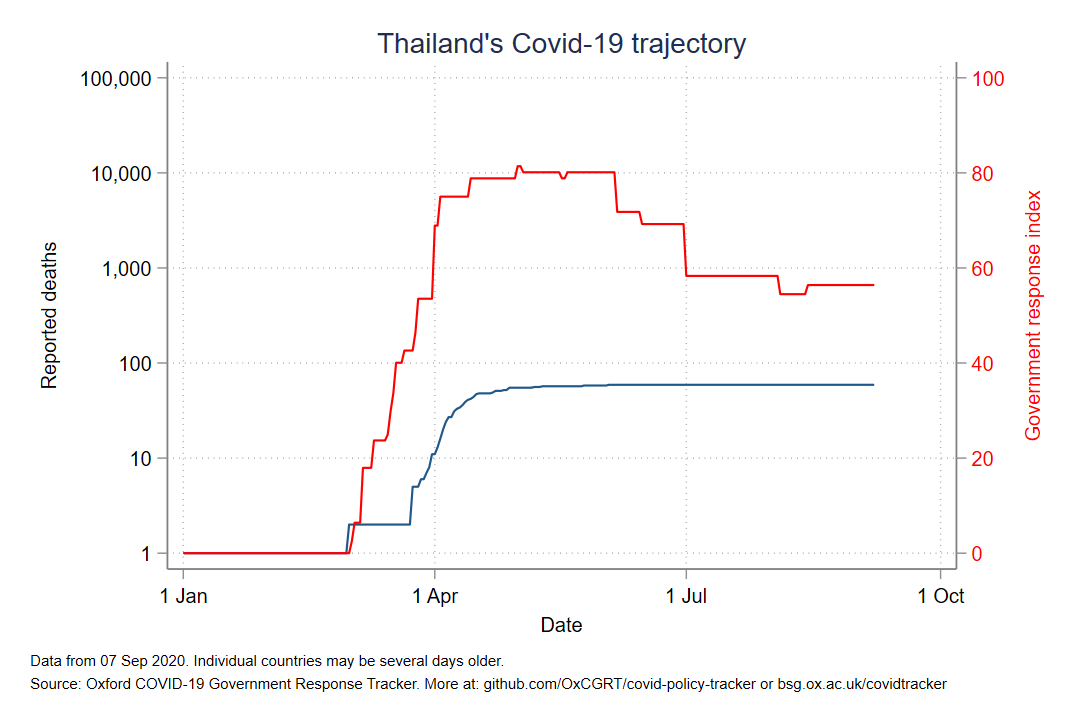 Thailand's Covid-19 trajectory
100,000
10,000
1,000
100
10
1
Reported deaths
100
80
60
40
20
0
Government response index
1 Jan
1 Apr
1 Jul
1 Oct
Date
Data from 07 Sep 2020. Individual countries may be several days older.
Source: Oxford COVID-19 Government Response Tracker. More at: github.com/OxCGRT/covid-policy-tracker or bsg.ox.ac.uk/covidtracker